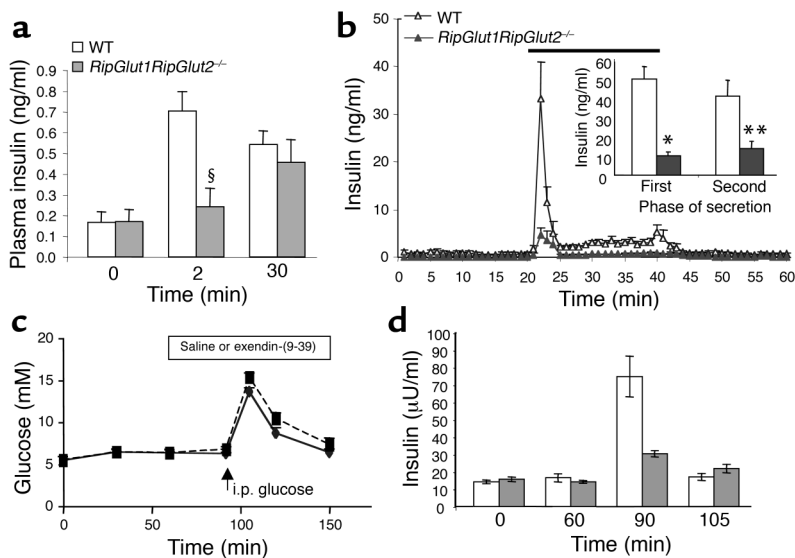 a
WT
RipGlut1RipGlut2–/–
Plasma insulin (ng/ml)
0.9
0.8
0.7
0.6
0.5
0.4
0.3
0.2
0.1
0.0
§
0 2 30
Time (min)
b
WT
RipGlut1RipGlut2–/–
Insulin (ng/ml)
50
40
30
20
10
0
0 5 10 15 20 25 30 35 40 45 50 55 60
Time (min)
Insulin (ng/ml)
60
50
40
30
20
10
0
* **
First Second
Phase of secretion
c
Saline or exendin-(9-39)
Glucose (mM)
20
15
10
5
0
i.p. glucose
0 50 100 150
Time (min)
d
Insulin (μU/ml)
100
90
80
70
60
50
40
30
20
10
0
0 60 90 105
Time (min)